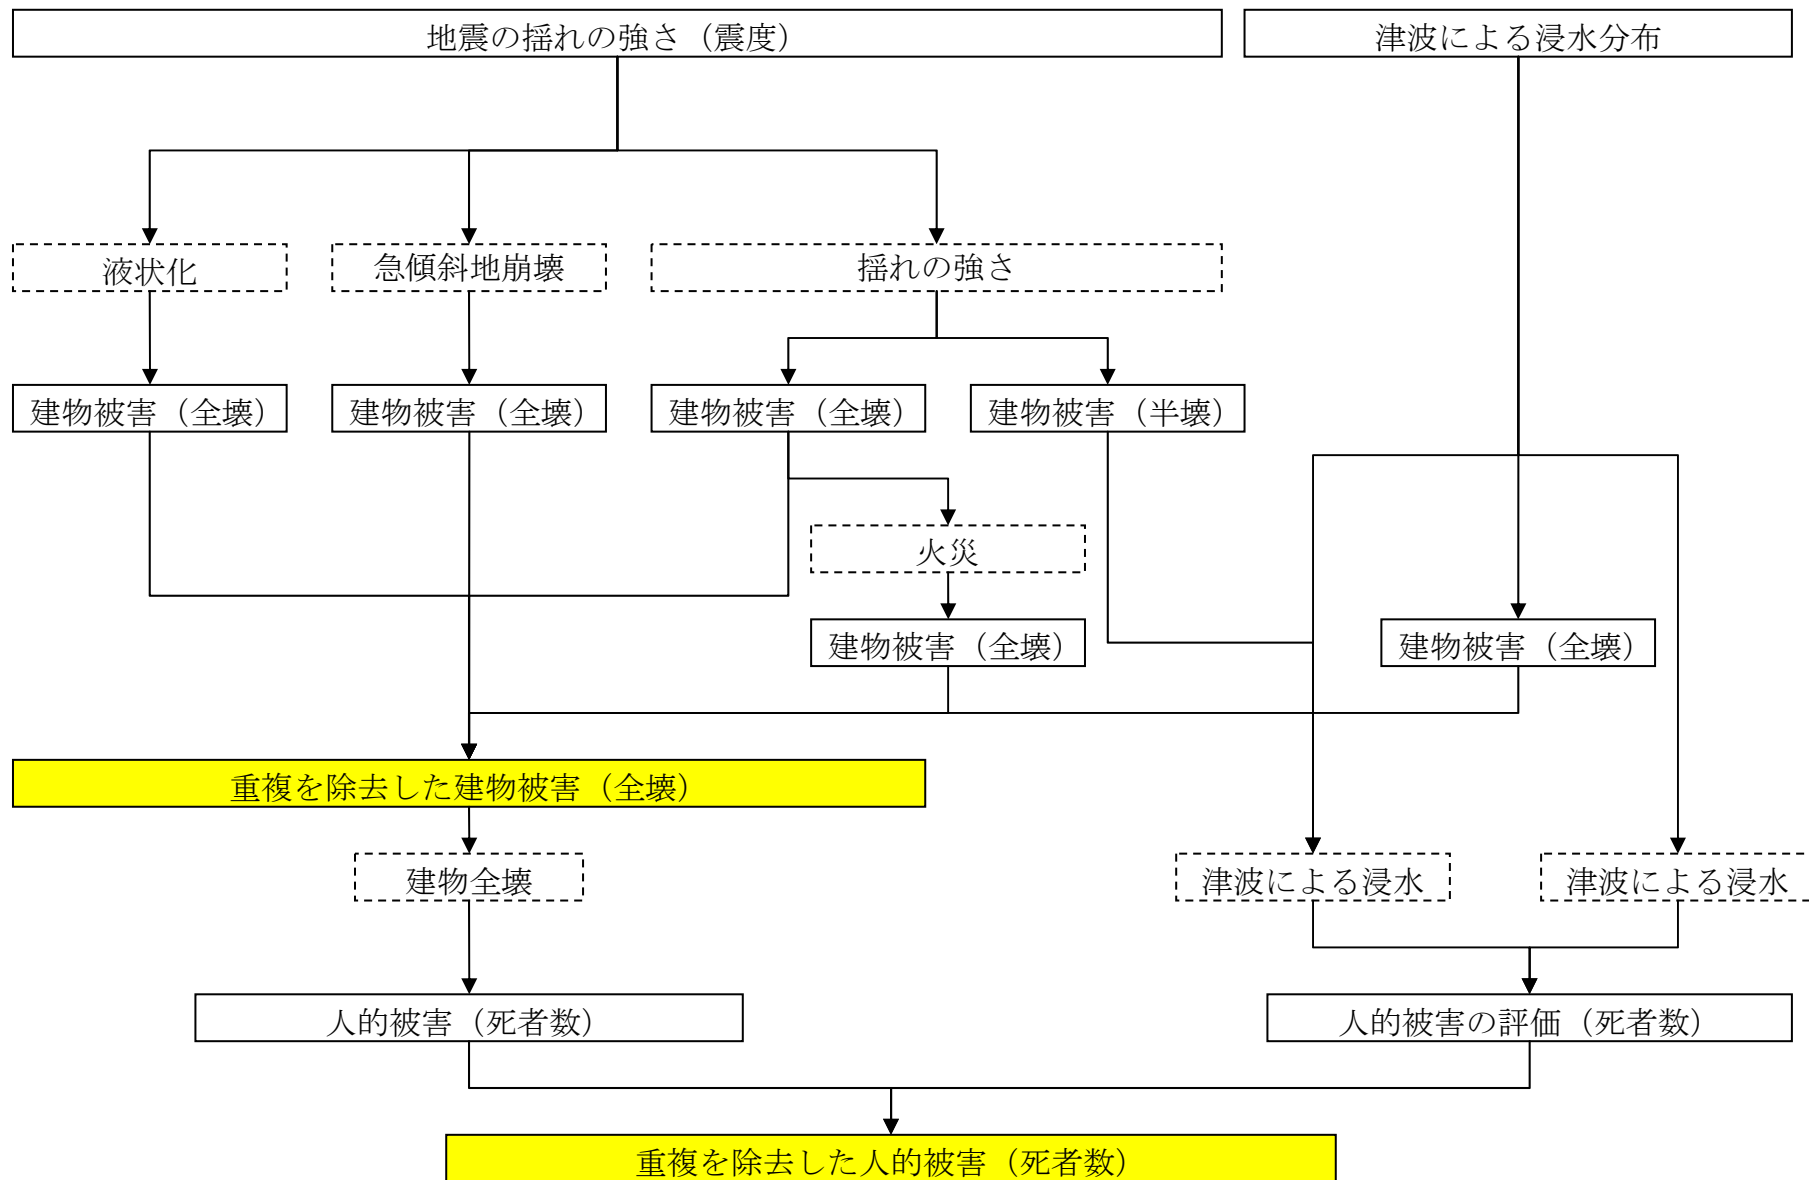 地震の揺れの強さ（震度）
津波による浸水分布
液状化
急傾斜地崩壊
揺れの強さ
建物被害（全壊）
建物被害（全壊）
建物被害（全壊）
建物被害（半壊）
火災
建物被害（全壊）
建物被害（全壊）
重複を除去した建物被害（全壊）
建物全壊
津波による浸水
津波による浸水
人的被害（死者数）
人的被害の評価（死者数）
重複を除去した人的被害（死者数）